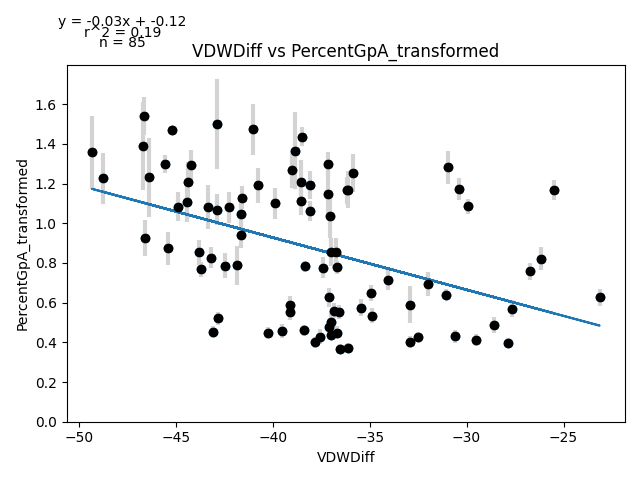 y = -0.03x + -0.12
r^2 = 0.19
n = 85
VDWDiff vs PercentGpA_transformed
PercentGpA_transformed
1.6
1.4
1.2
1.0
0.8
0.6
0.4
0.2
0.0
−50
−45
−40
−35
−30
−25
VDWDiff